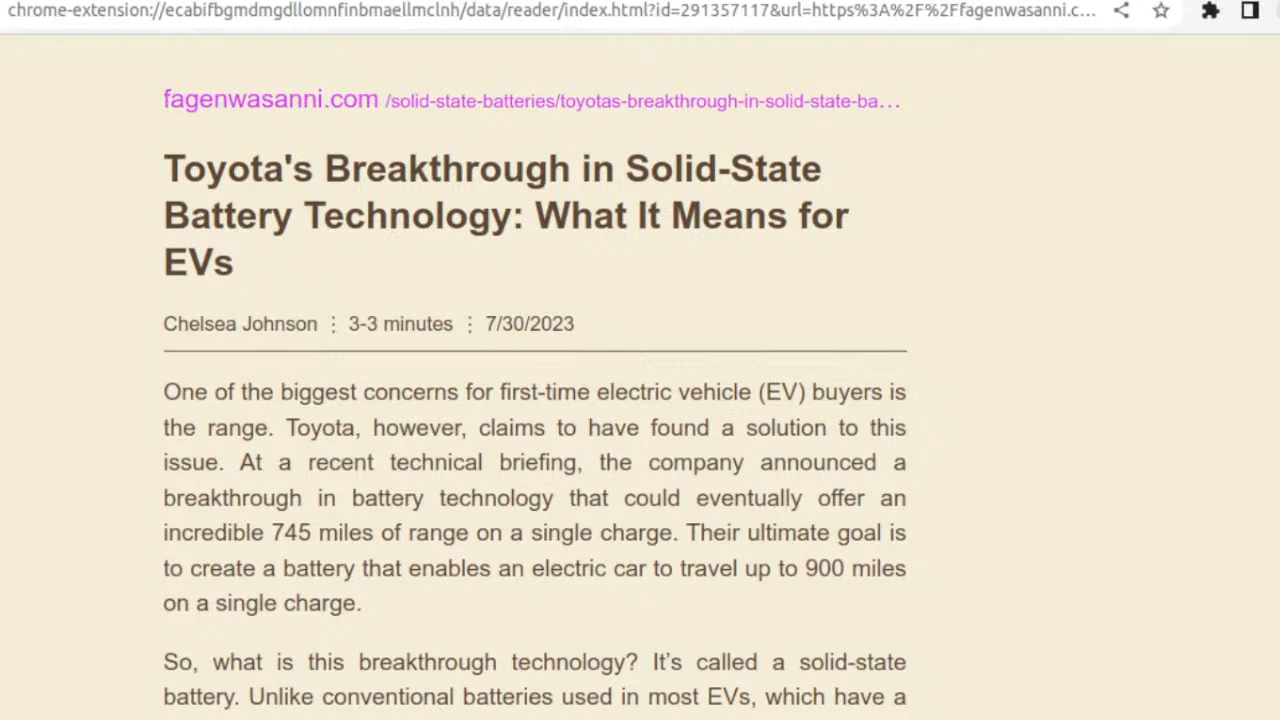 chrome-extension://ecabifbgmdmgdllomnfinbmaellmclnh/data/reader/index.html?id=291357117&url=https%3A%2F%2Ffagenwasanni.c...
fagenwasanni.com /solid-state-batteries/toyotas-breakthrough-in-solid-state-ba...
Toyota's Breakthrough in Solid-State
Battery Technology: What It Means for
EVs
Chelsea Johnson ⋮ 3-3 minutes ⋮ 7/30/2023
One of the biggest concerns for first-time electric vehicle (EV) buyers is
the range. Toyota, however, claims to have found a solution to this
issue. At a recent technical briefing, the company announced a
breakthrough in battery technology that could eventually offer an
incredible 745 miles of range on a single charge. Their ultimate goal is
to create a battery that enables an electric car to travel up to 900 miles
on a single charge.
So, what is this breakthrough technology? It’s called a solid-state
battery. Unlike conventional batteries used in most EVs, which have a